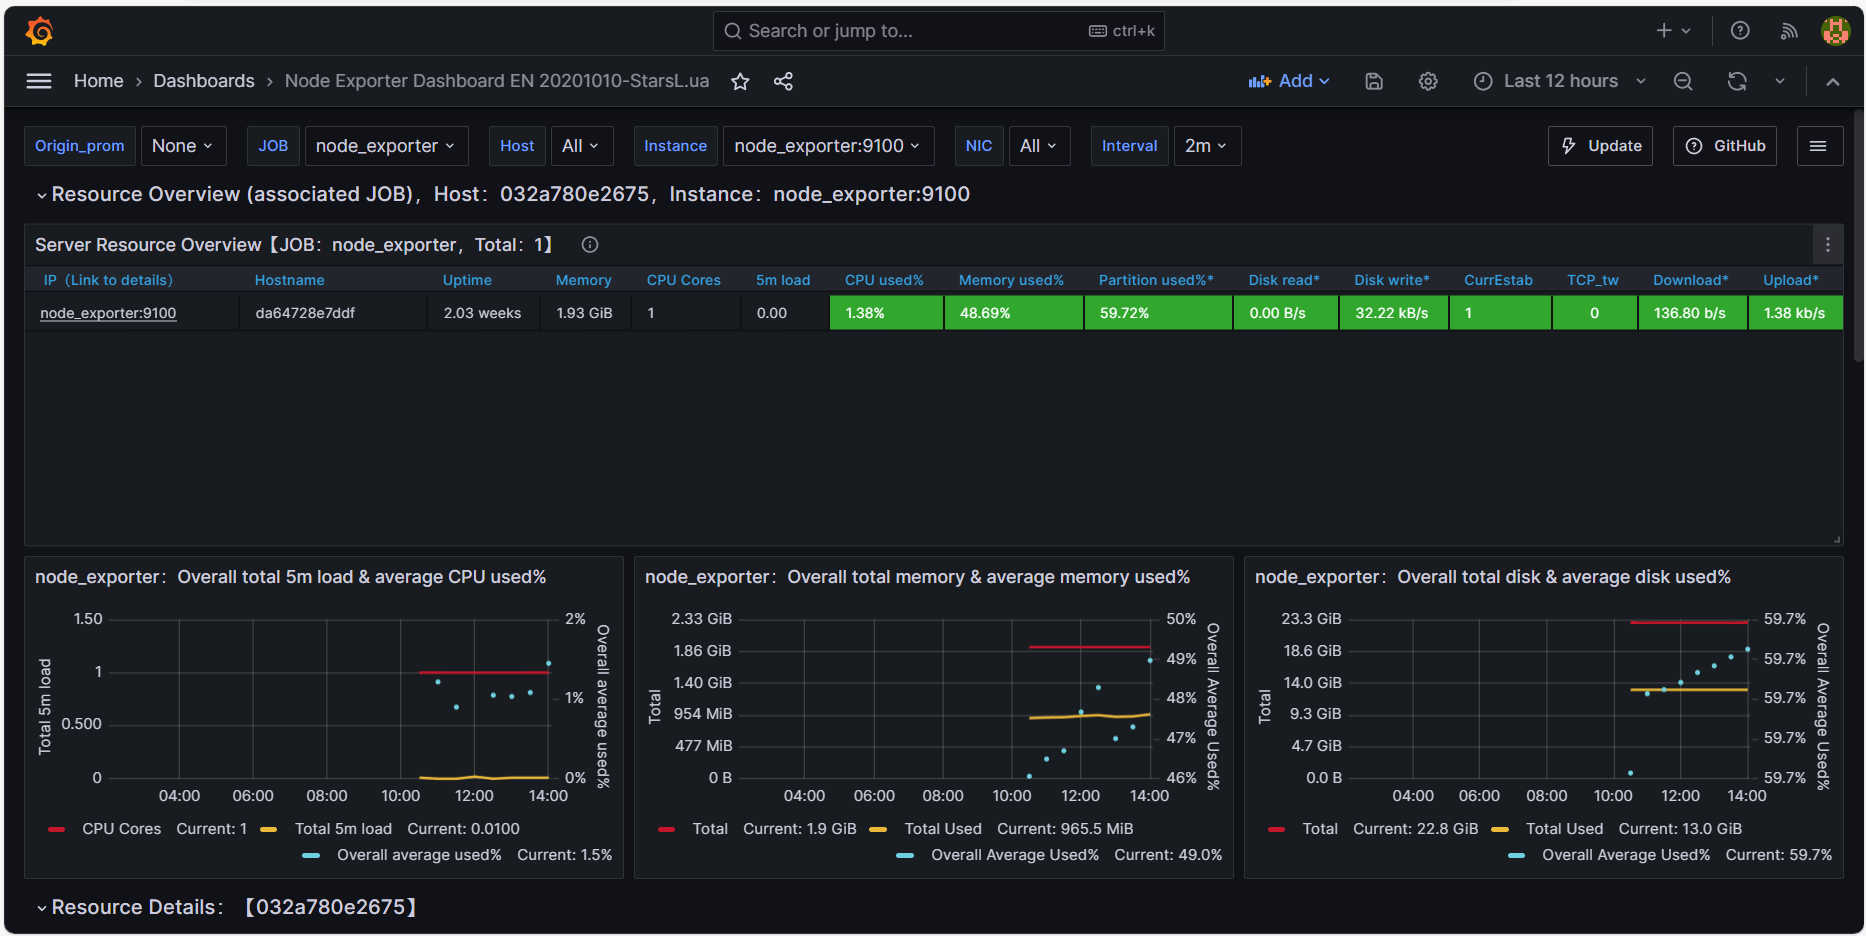 Search or jump to... ctrl+k
Home › Dashboards › Node Exporter Dashboard EN 20201010-StarsL.ua Add Last 12 hours
Origin_prom None JOB node_exporter Host All Instance node_exporter:9100 NIC All Interval 2m Update GitHub
Resource Overview (associated JOB)，Host：032a780e2675，Instance：node_exporter:9100
Server Resource Overview【JOB：node_exporter，Total：1】
IP（Link to details） Hostname Uptime Memory CPU Cores 5m load CPU used% Memory used% Partition used%* Disk read* Disk write* CurrEstab TCP_tw Download* Upload*
node_exporter:9100 da64728e7ddf 2.03 weeks 1.93 GiB 1 0.00 1.38% 48.69% 59.72% 0.00 B/s 32.22 kB/s 1 0 136.80 b/s 1.38 kb/s
node_exporter：Overall total 5m load & average CPU used%
Total 5m load
1.50
1
0.500
0
2%
1%
0%
Overall average used%
04:00 06:00 08:00 10:00 12:00 14:00
CPU Cores Current: 1 Total 5m load Current: 0.0100
Overall average used% Current: 1.5%
node_exporter：Overall total memory & average memory used%
Total
2.33 GiB
1.86 GiB
1.40 GiB
954 MiB
477 MiB
0 B
50%
49%
48%
47%
46%
Overall Average Used%
04:00 06:00 08:00 10:00 12:00 14:00
Total Current: 1.9 GiB Total Used Current: 965.5 MiB
Overall Average Used% Current: 49.0%
node_exporter：Overall total disk & average disk used%
Total
23.3 GiB
18.6 GiB
14.0 GiB
9.3 GiB
4.7 GiB
0.0 B
59.7%
59.7%
59.7%
59.7%
59.7%
Overall Average Used%
04:00 06:00 08:00 10:00 12:00 14:00
Total Current: 22.8 GiB Total Used Current: 13.0 GiB
Overall Average Used% Current: 59.7%
Resource Details：【032a780e2675】